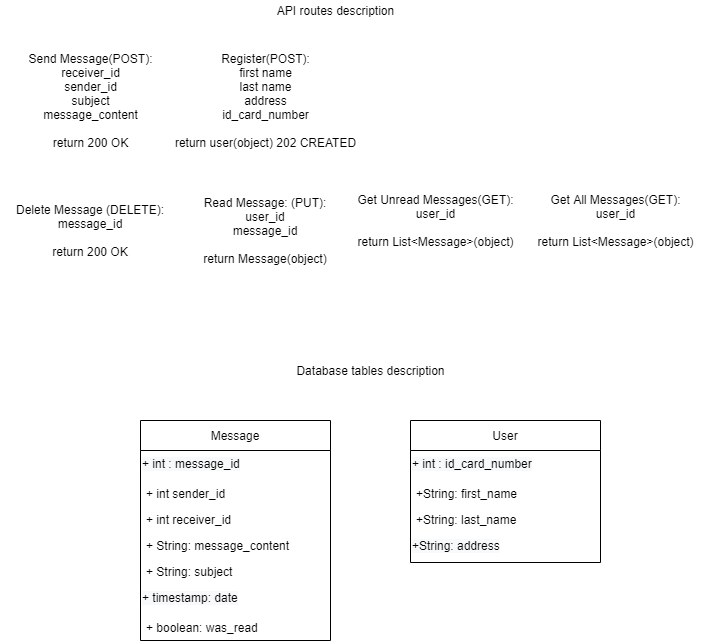 API routes description
Send Message(POST):
receiver_id
sender_id
subject
message_content
return 200 OK
Register(POST):
first name
last name
address
id_card_number
return user(object) 202 CREATED
Delete Message (DELETE):
message_id
return 200 OK
Read Message: (PUT):
user_id
message_id
return Message(object)
Get Unread Messages(GET):
user_id
return List<Message>(object)
Get All Messages(GET):
user_id
return List<Message>(object)
Database tables description
Message
+ int : message_id
+ int sender_id
+ int receiver_id
+ String: message_content
+ String: subject
+ timestamp: date
+ boolean: was_read
User
+ int : id_card_number
+String: first_name
+String: last_name
+String: address